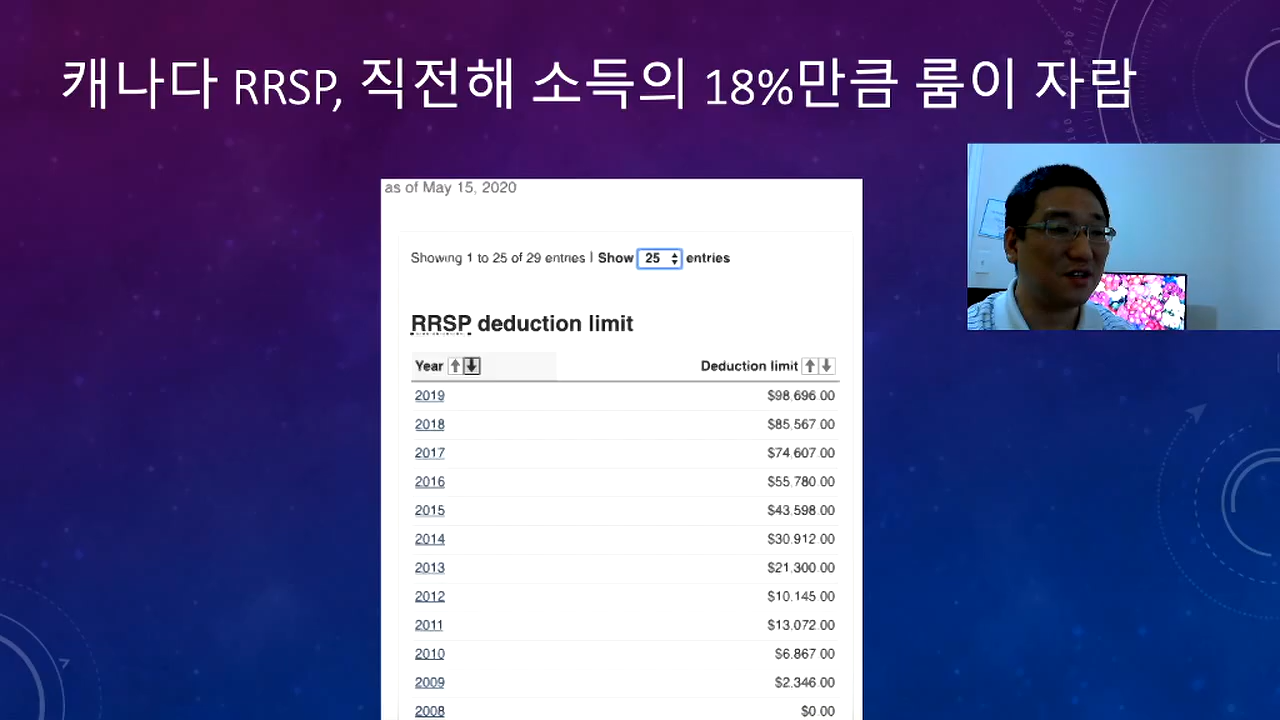 캐나다 RRSP, 직전해 소득의 18%만큼 룸이 자람
as of May 15, 2020
Showing 1 to 25 of 29 entries | Show 25 entries
RRSP deduction limit
Year Deduction limit
2019 $98,696.00
2018 $85,567.00
2017 $74,607.00
2016 $55,780.00
2015 $43,598.00
2014 $30,912.00
2013 $21,300.00
2012 $10,145.00
2011 $13,072.00
2010 $6,867.00
2009 $2,346.00
2008 $0.00